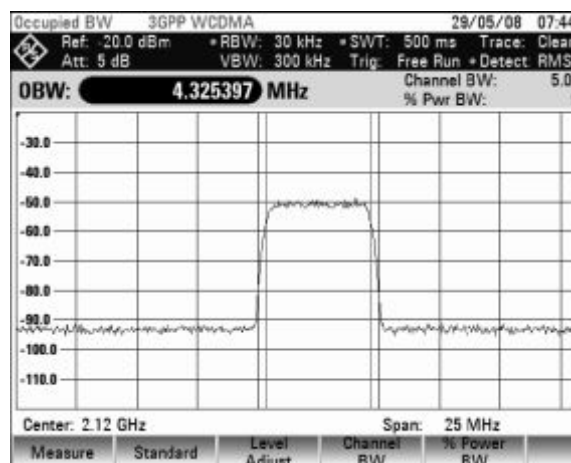 Occupied BW 3GPP WCDMA 29/05/08 07:44
Ref: -20.0 dBm • RBW: 30 kHz • SWT: 500 ms Trace: Clear
Att: 5 dB VBW: 300 kHz Trig: Free Run • Detect: RMS
OBW: 4.325397 MHz Channel BW: 5.0
% Pwr BW:
-30.0
-40.0
-50.0
-60.0
-70.0
-80.0
-90.0
-100.0
-110.0
Center: 2.12 GHz Span: 25 MHz
Measure Standard Level Adjust Channel BW % Power BW